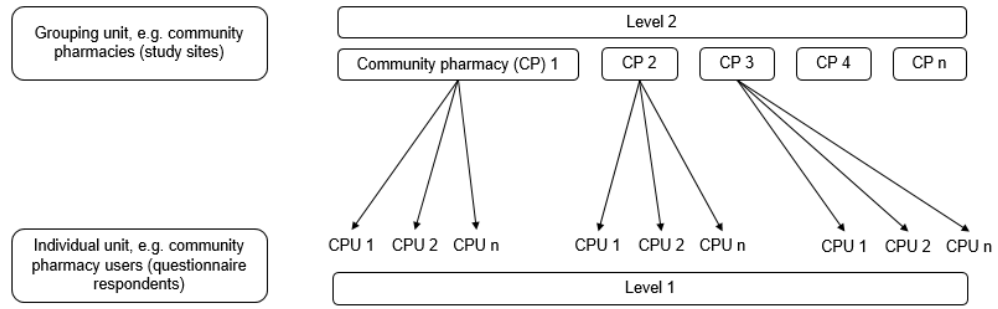 Grouping unit, e.g. community
pharmacies (study sites)
Level 2
Community pharmacy (CP) 1
CP 2
CP 3
CP 4
CP n
CPU 1 CPU 2 CPU n
CPU 1 CPU 2 CPU n
CPU 1 CPU 2 CPU n
Individual unit, e.g. community
pharmacy users (questionnaire
respondents)
Level 1